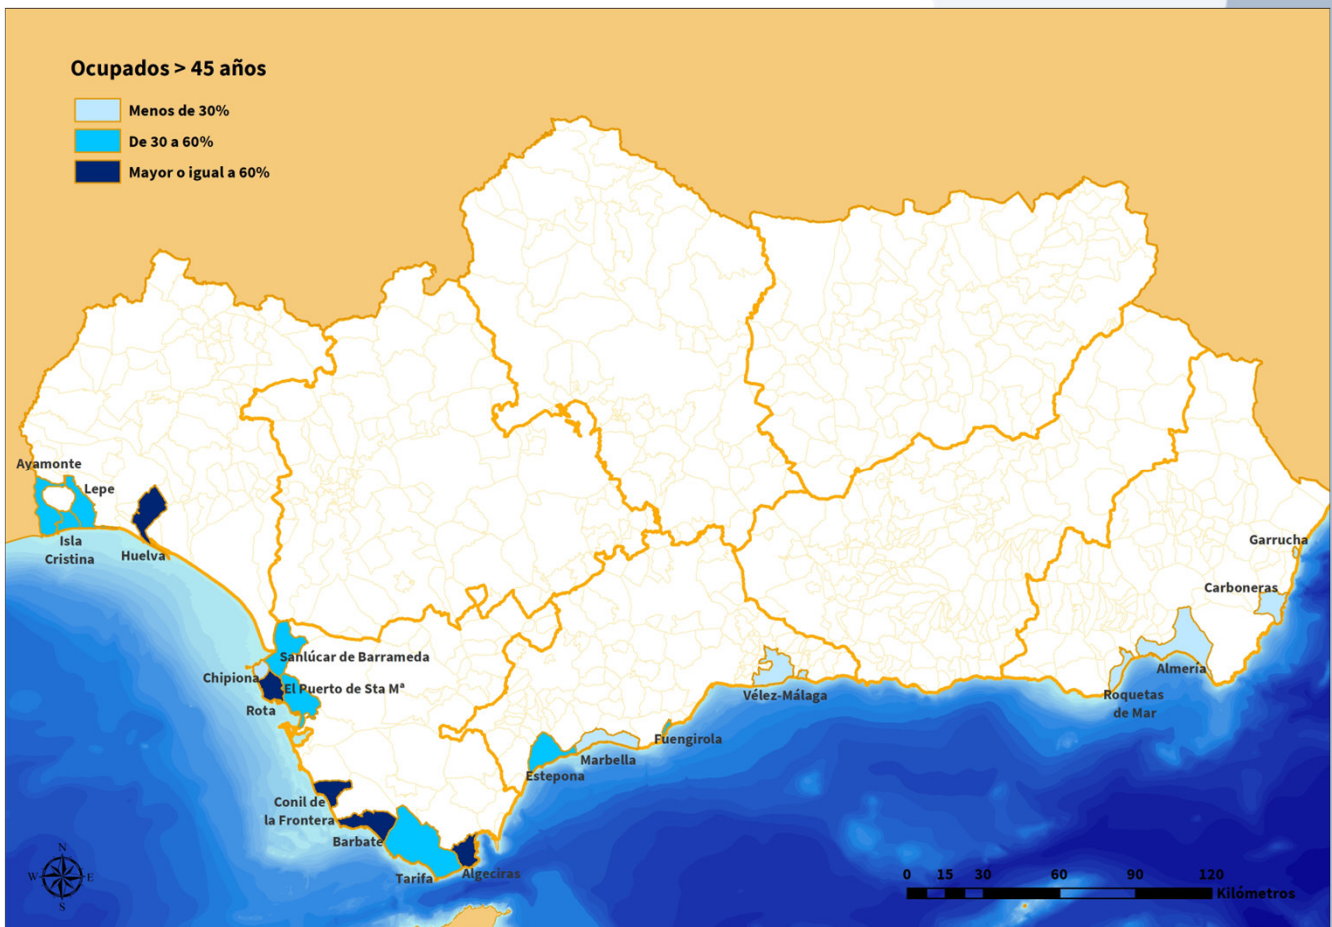 Ocupados > 45 años
Menos de 30%
De 30 a 60%
Mayor o igual a 60%
Ayamonte
Lepe
Isla
Cristina
Huelva
Garrucha
Carboneras
Sanlúcar de Barrameda
Chipiona
El Puerto de Sta Mª
Rota
Almería
Vélez-Málaga
Roquetas
de Mar
Fuengirola
Marbella
Estepona
Conil de
la Frontera
Barbate
Tarifa
Algeciras
N
W E
S
0 15 30 60 90 120
Kilómetros